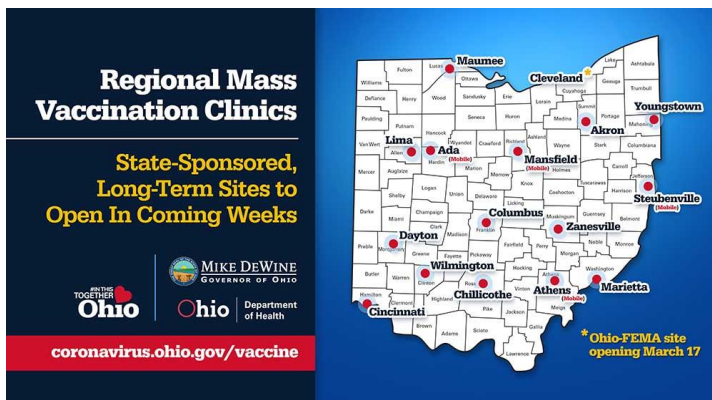 Regional Mass
Vaccination Clinics
State-Sponsored,
Long-Term Sites to
Open In Coming Weeks
#IN THIS
TOGETHER
Ohio
MIKE DEWINE
GOVERNOR OF OHIO
Ohio
Department
of Health
coronavirus.ohio.gov/vaccine
Maumee
Cleveland
Youngstown
Akron
Lima
Ada
(Mobile)
Mansfield
(Mobile)
Steubenville
(Mobile)
Columbus
Zanesville
Dayton
Wilmington
Chillicothe
Athens
(Mobile)
Marietta
Cincinnati
*Ohio-FEMA site
opening March 17
Williams
Fulton
Lucas
Ottawa
Lake
Ashtabula
Geauga
Cuyahoga
Trumbull
Defiance
Henry
Wood
Sandusky
Erie
Lorain
Summit
Portage
Mahoning
Paulding
Putnam
Hancock
Seneca
Huron
Medina
Van Wert
Allen
Wyandot
Crawford
Richland
Ashland
Wayne
Stark
Columbiana
Mercer
Auglaize
Hardin
Marion
Morrow
Knox
Holmes
Carroll
Jefferson
Tuscarawas
Harrison
Coshocton
Shelby
Logan
Union
Delaware
Licking
Darke
Miami
Champaign
Clark
Madison
Franklin
Muskingum
Guernsey
Belmont
Preble
Montgomery
Greene
Fayette
Pickaway
Fairfield
Perry
Morgan
Noble
Monroe
Butler
Warren
Clinton
Ross
Hocking
Athens
Washington
Hamilton
Clermont
Highland
Vinton
Meigs
Brown
Adams
Pike
Scioto
Jackson
Gallia
Lawrence